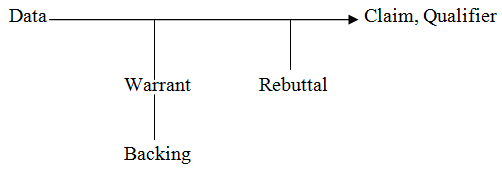 Data Claim, Qualifier
Warrant Rebuttal
Backing